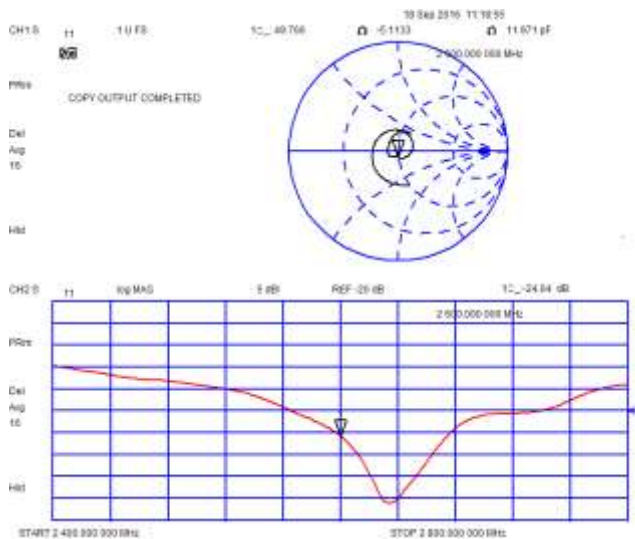 18 Sep 2016 11:18:55
CH1 S 11 1 U FS 1: 49.766 Ω -5.1133 Ω 11.971 pF
2 600.000 000 MHz
PRm
COPY OUTPUT COMPLETED
Del
Avg
16
Hld
CH2 S 11 log MAG 5 dB/ REF -20 dB 1: -24.84 dB
2 600.000 000 MHz
PRm
Del
Avg
16
Hld
START 2 400.000 000 MHz STOP 2 800.000 000 MHz